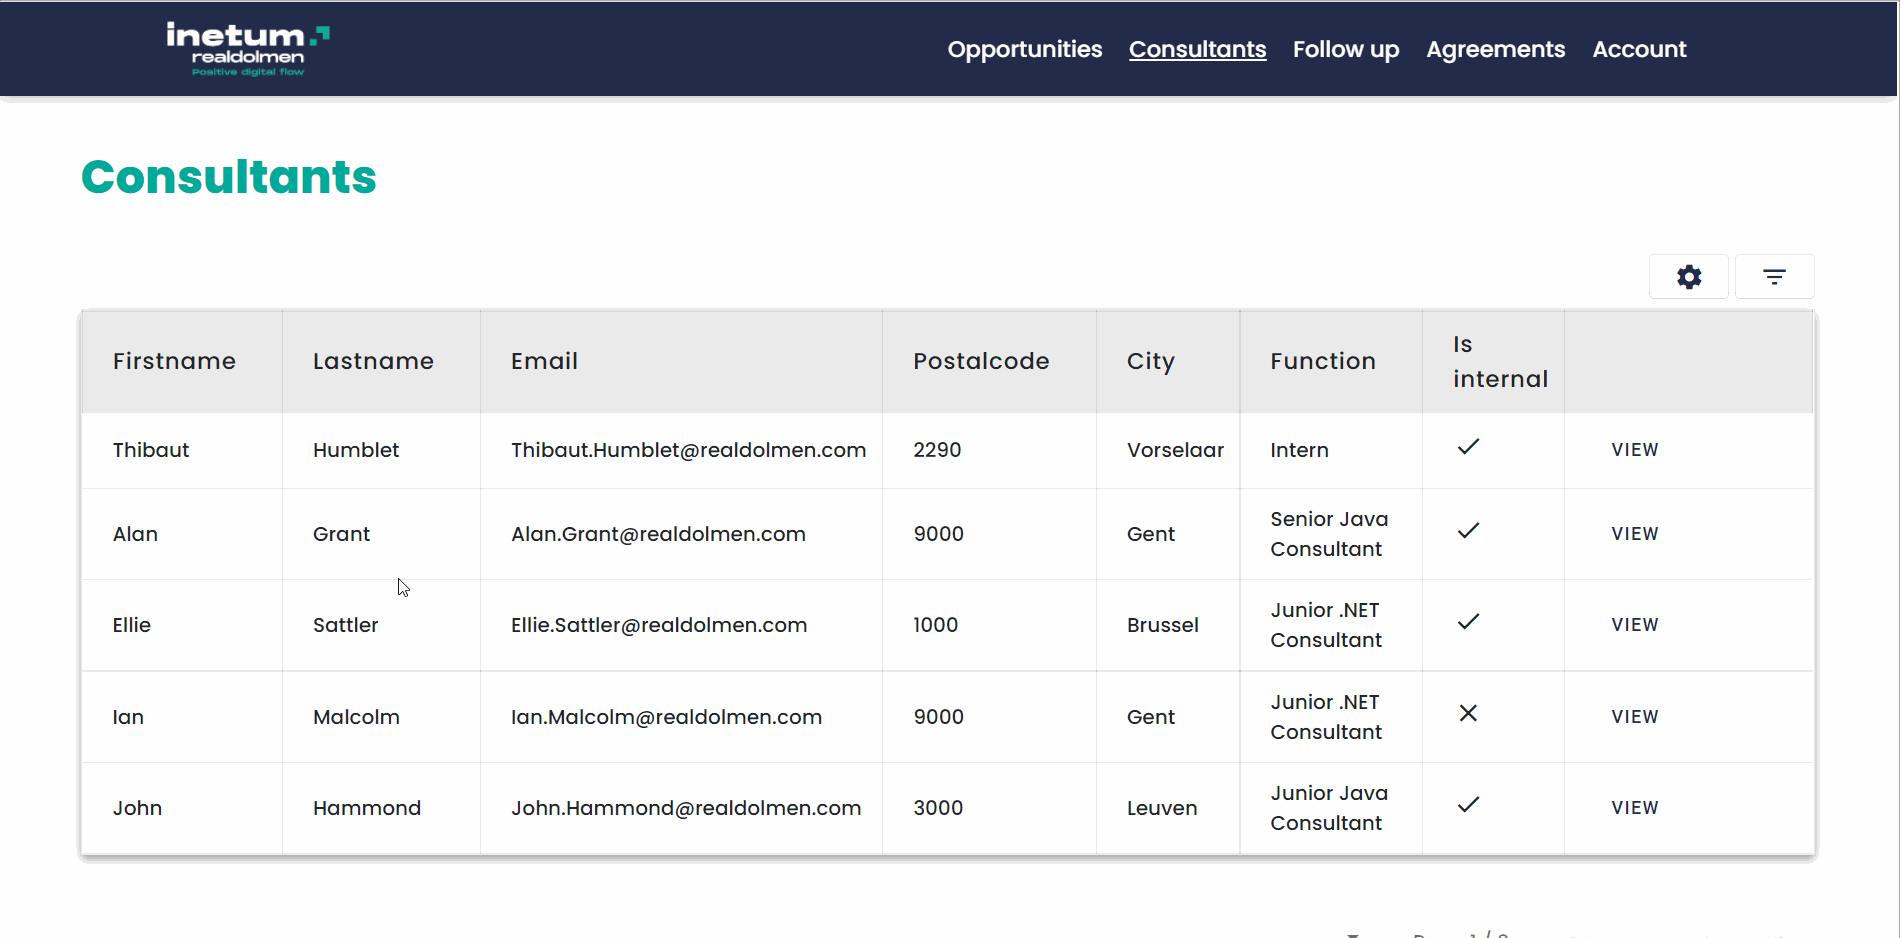 inetum
realdolmen
Positive digital flow
Opportunities Consultants Follow up Agreements Account
Consultants
Firstname Lastname Email Postalcode City Function Is internal
Thibaut Humblet Thibaut.Humblet@realdolmen.com 2290 Vorselaar Intern VIEW
Alan Grant Alan.Grant@realdolmen.com 9000 Gent Senior Java Consultant VIEW
Ellie Sattler Ellie.Sattler@realdolmen.com 1000 Brussel Junior .NET Consultant VIEW
Ian Malcolm Ian.Malcolm@realdolmen.com 9000 Gent Junior .NET Consultant VIEW
John Hammond John.Hammond@realdolmen.com 3000 Leuven Junior Java Consultant VIEW